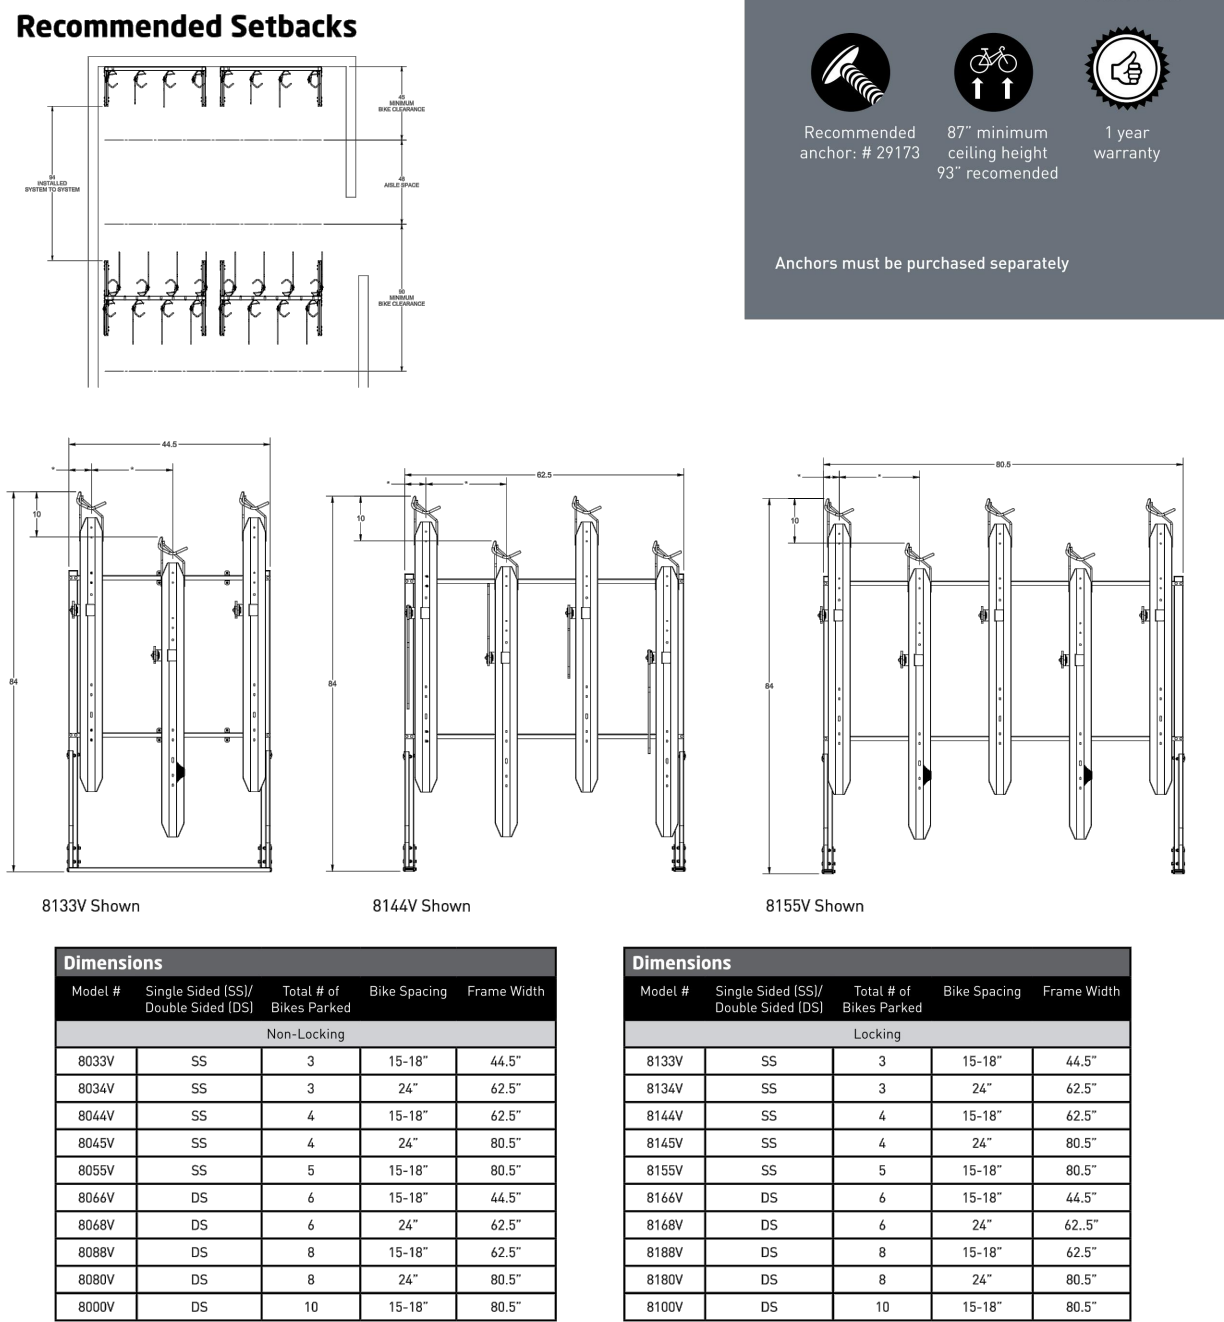 Recommended Setbacks
48
MINIMUM
BIKE CLEARANCE
94
INSTALLED
SYSTEM TO SYSTEM
48
AISLE SPACE
90
MINIMUM
BIKE CLEARANCE
Recommended
anchor: # 29173
87” minimum
ceiling height
93” recomended
1 year
warranty
Anchors must be purchased separately
44.5
*
*
10
84
8133V Shown
62.5
*
*
10
84
8144V Shown
80.5
*
*
10
84
8155V Shown
Dimensions
Model # Single Sided (SS)/ Total # of Bike Spacing Frame Width
Double Sided (DS) Bikes Parked
Non-Locking
8033V SS 3 15-18” 44.5”
8034V SS 3 24” 62.5”
8044V SS 4 15-18” 62.5”
8045V SS 4 24” 80.5”
8055V SS 5 15-18” 80.5”
8066V DS 6 15-18” 44.5”
8068V DS 6 24” 62.5”
8088V DS 8 15-18” 62.5”
8080V DS 8 24” 80.5”
8000V DS 10 15-18” 80.5”
Dimensions
Model # Single Sided (SS)/ Total # of Bike Spacing Frame Width
Double Sided (DS) Bikes Parked
Locking
8133V SS 3 15-18” 44.5”
8134V SS 3 24” 62.5”
8144V SS 4 15-18” 62.5”
8145V SS 4 24” 80.5”
8155V SS 5 15-18” 80.5”
8166V DS 6 15-18” 44.5”
8168V DS 6 24” 62..5”
8188V DS 8 15-18” 62.5”
8180V DS 8 24” 80.5”
8100V DS 10 15-18” 80.5”